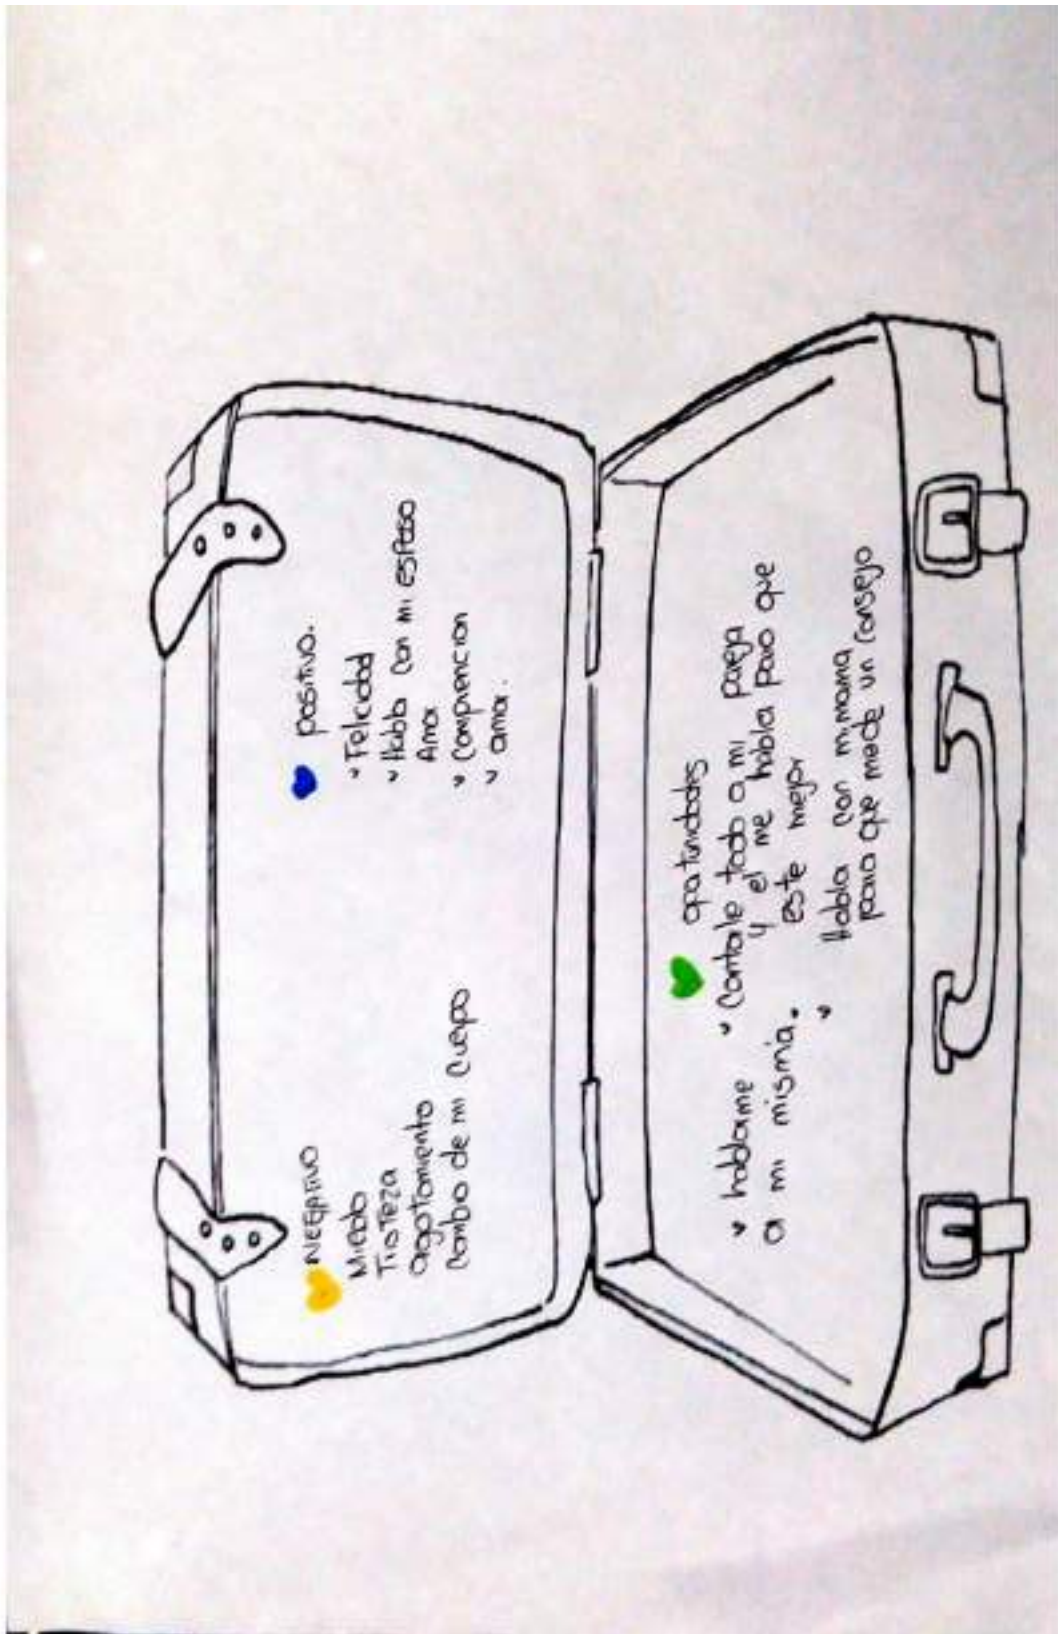 NEGATIVO
Miedo
Tristeza
agotamiento
cambio de mi cuerpo
positivo.
Felicidad
Habla con mi esposo
Amor
Comprencion
amor.
oportunidades
hablarme
a mi misma.
Contarle todo a mi pareja
y el me habla para que
este mejor
Habla con mi mama
para que mede un consejo